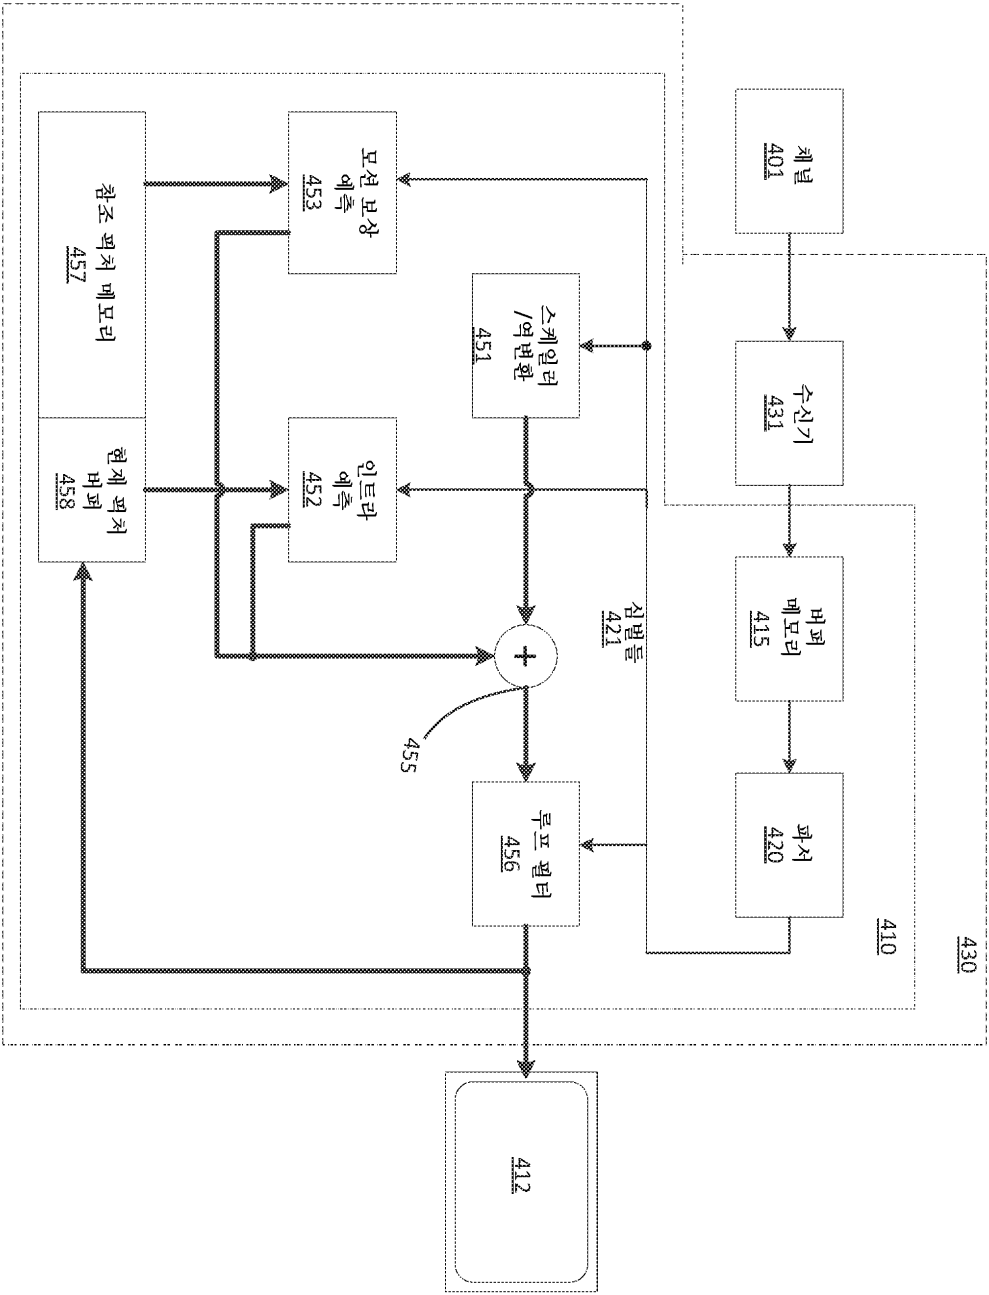 430
410
채널
401
수신기
431
버퍼
메모리
415
파서
420
심벌들
421
스케일러
/역변환
451
+
455
루프 필터
456
412
모션 보상
예측
453
인트라
예측
452
참조 픽처 메모리
457
현재 픽처
버퍼
458